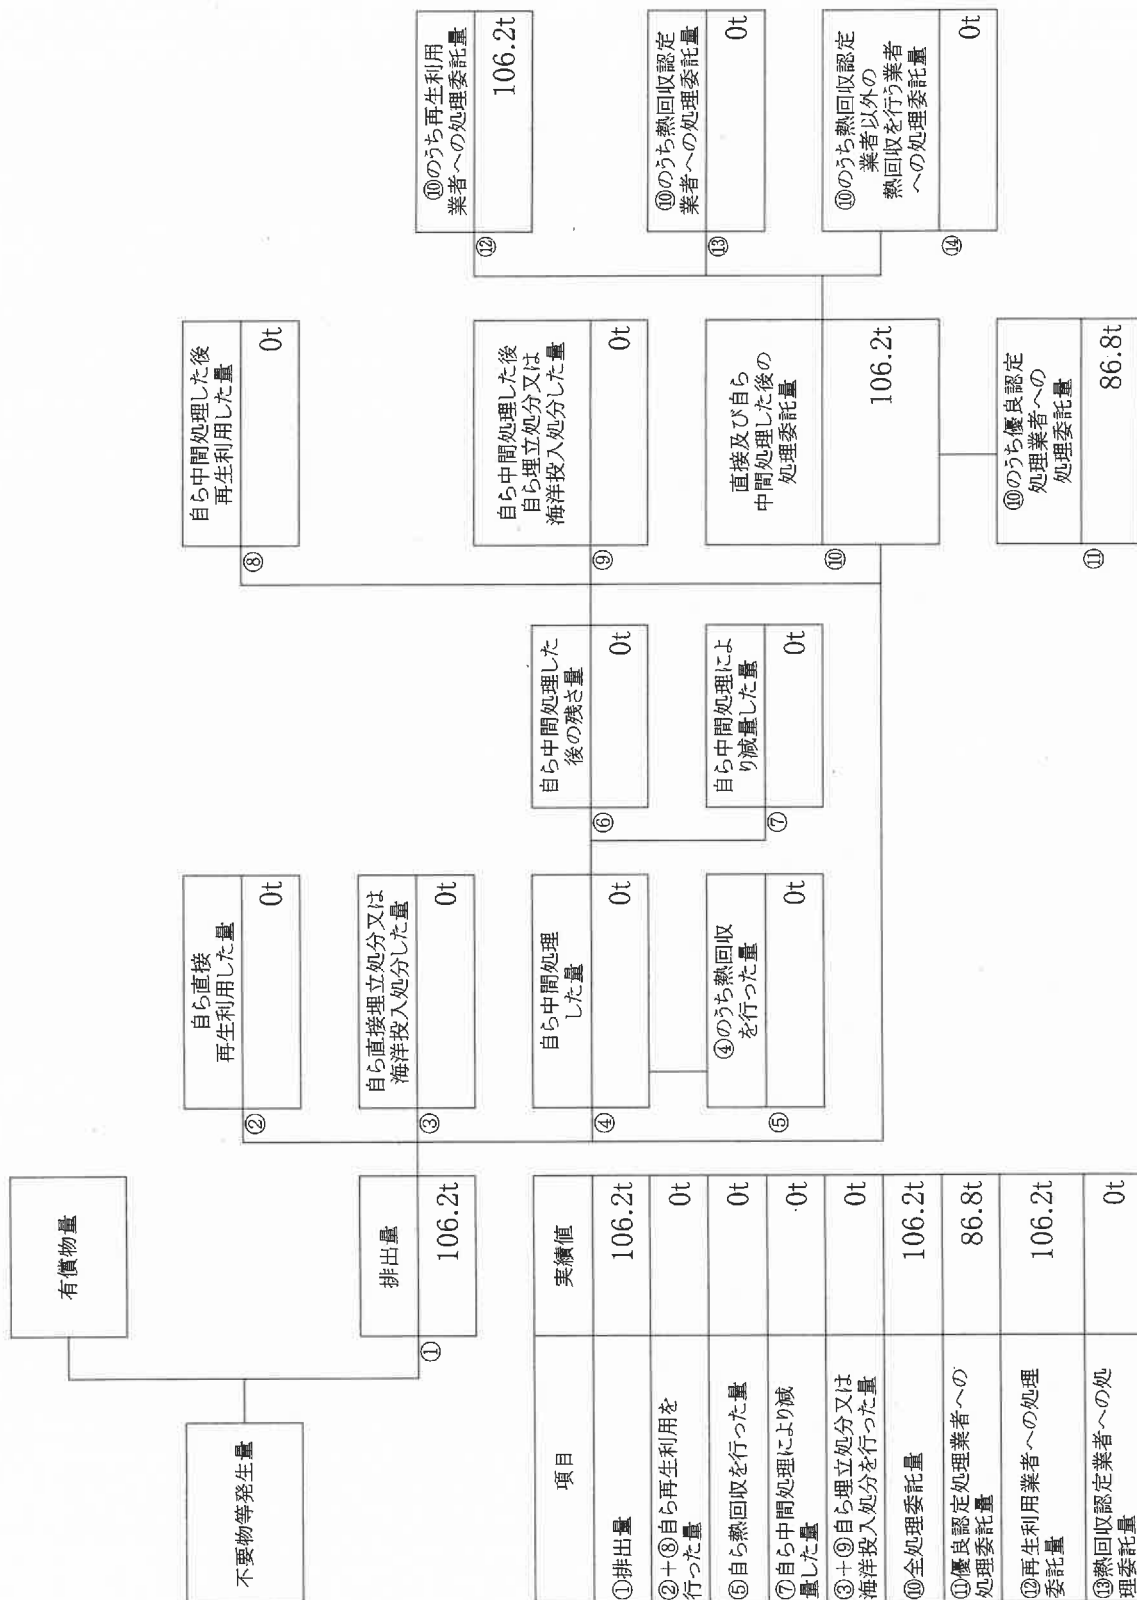 不要物等発生量
有償物量
排出量
①
106.2t
自ら直接
再生利用した量
②
0t
自ら直接埋立処分又は
海洋投入処分した量
③
0t
自ら中間処理
した量
④
0t
④のうち熱回収
を行った量
⑤
0t
自ら中間処理した
後の残さ量
⑥
0t
自ら中間処理によ
り減量した量
⑦
0t
自ら中間処理した後
再生利用した量
⑧
0t
自ら中間処理した後
自ら埋立処分又は
海洋投入処分した量
⑨
0t
直接及び自ら
中間処理した後の
処理委託量
⑩
106.2t
⑩のうち優良認定
処理業者への
処理委託量
⑪
86.8t
⑩のうち再生利用
業者への処理委託量
⑫
106.2t
⑩のうち熱回収認定
業者への処理委託量
⑬
0t
⑩のうち熱回収認定
業者以外の
熱回収を行う業者
への処理委託量
⑭
0t
項目
実績値
①排出量
106.2t
②+⑧自ら再生利用を
行った量
0t
⑤自ら熱回収を行った量
0t
⑦自ら中間処理により減
量した量
0t
③+⑨自ら埋立処分又は
海洋投入処分を行った量
0t
⑩全処理委託量
106.2t
⑪優良認定処理業者への
処理委託量
86.8t
⑫再生利用業者への処理
委託量
106.2t
⑬熱回収認定業者への処
理委託量
0t